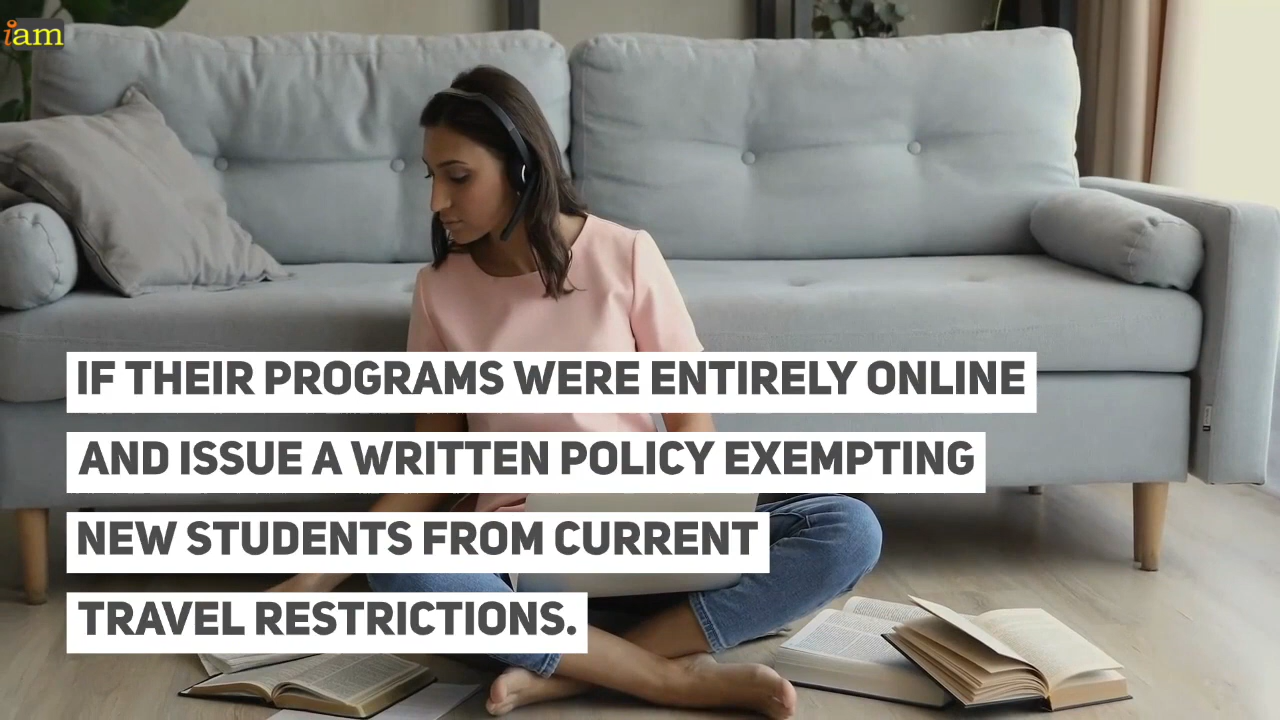 iam
IF THEIR PROGRAMS WERE ENTIRELY ONLINE
AND ISSUE A WRITTEN POLICY EXEMPTING
NEW STUDENTS FROM CURRENT
TRAVEL RESTRICTIONS.